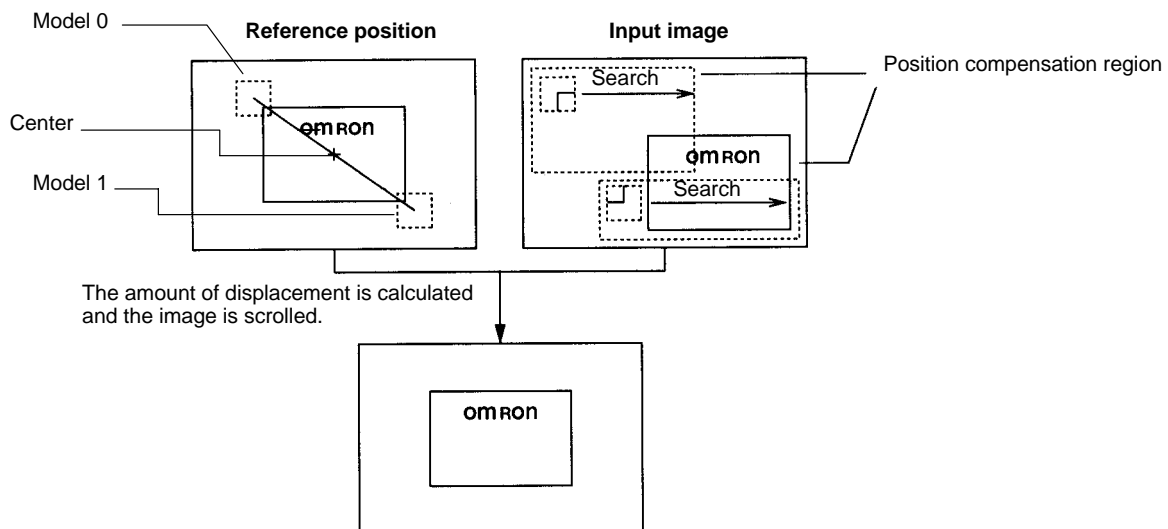 Model 0
Reference position
Input image
Search
Position compensation region
Center
omRon
omRon
Model 1
Search
The amount of displacement is calculated
and the image is scrolled.
omRon